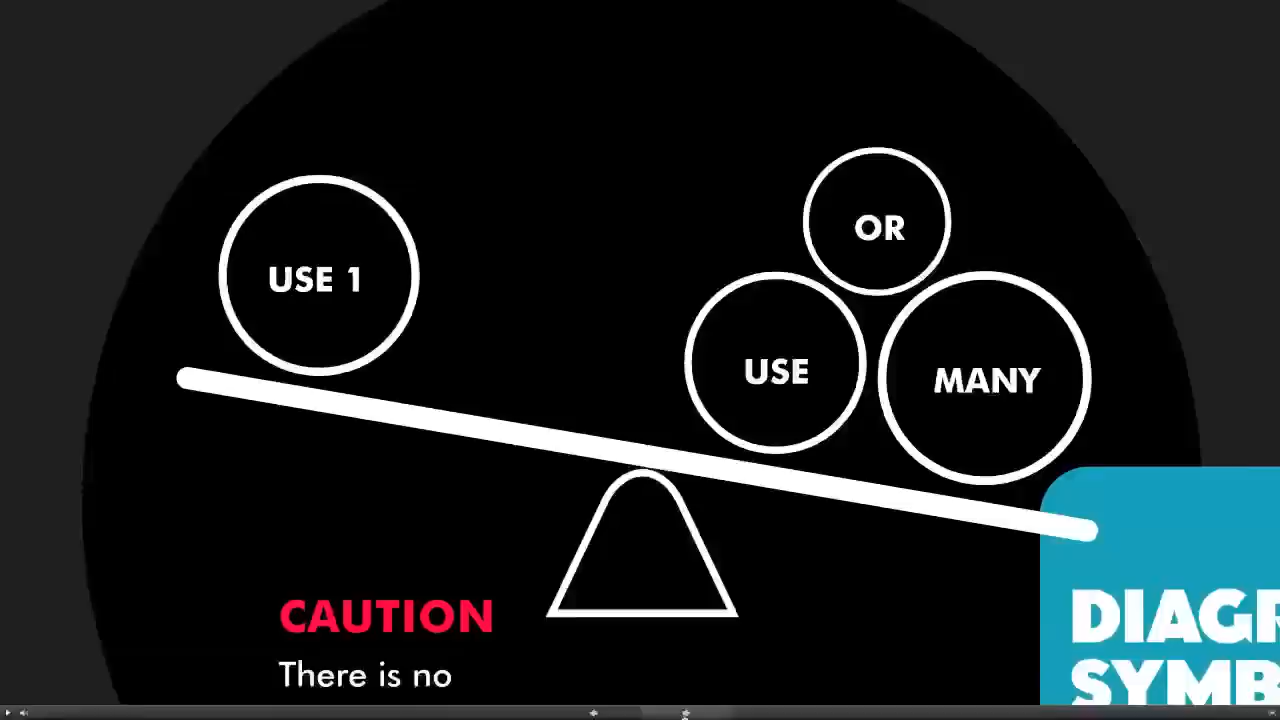 OR
USE 1
USE
MANY
CAUTION
There is no
DIAGR
SYMB